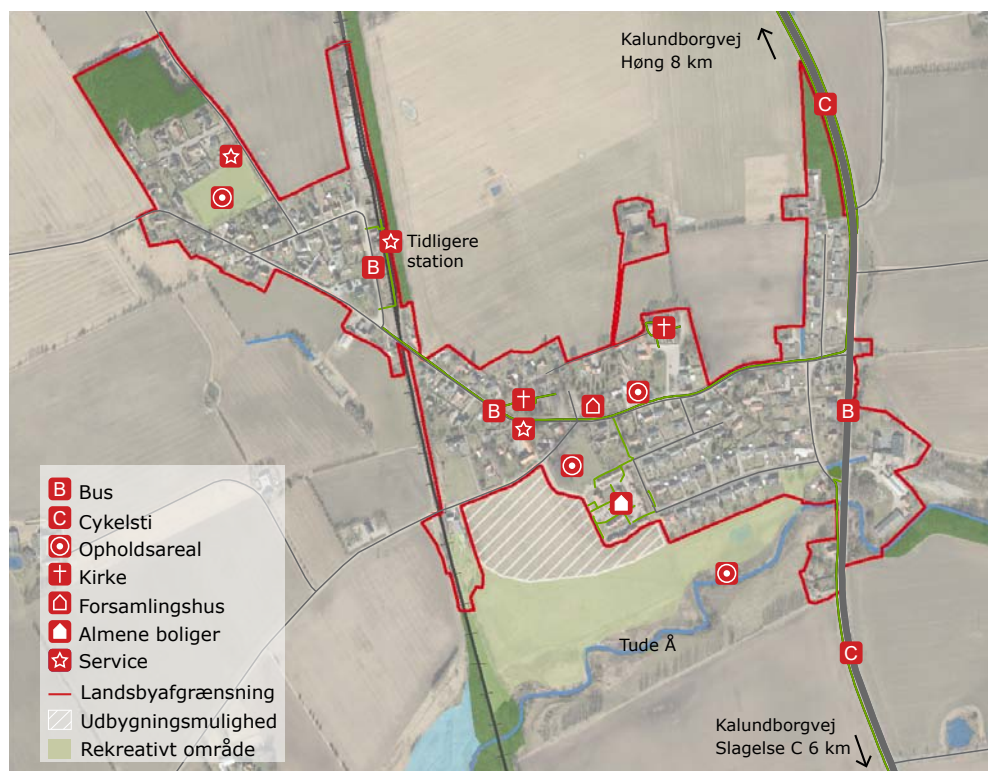 Kalundborgvej
Høng 8 km
C
Tidligere
station
B
B
B
B Bus
C Cykelsti
Opholdsareal
Kirke
Forsamlingshus
Almene boliger
Service
Landsbyafgrænsning
Udbygningsmulighed
Rekreativt område
Tude Å
C
Kalundborgvej
Slagelse C 6 km